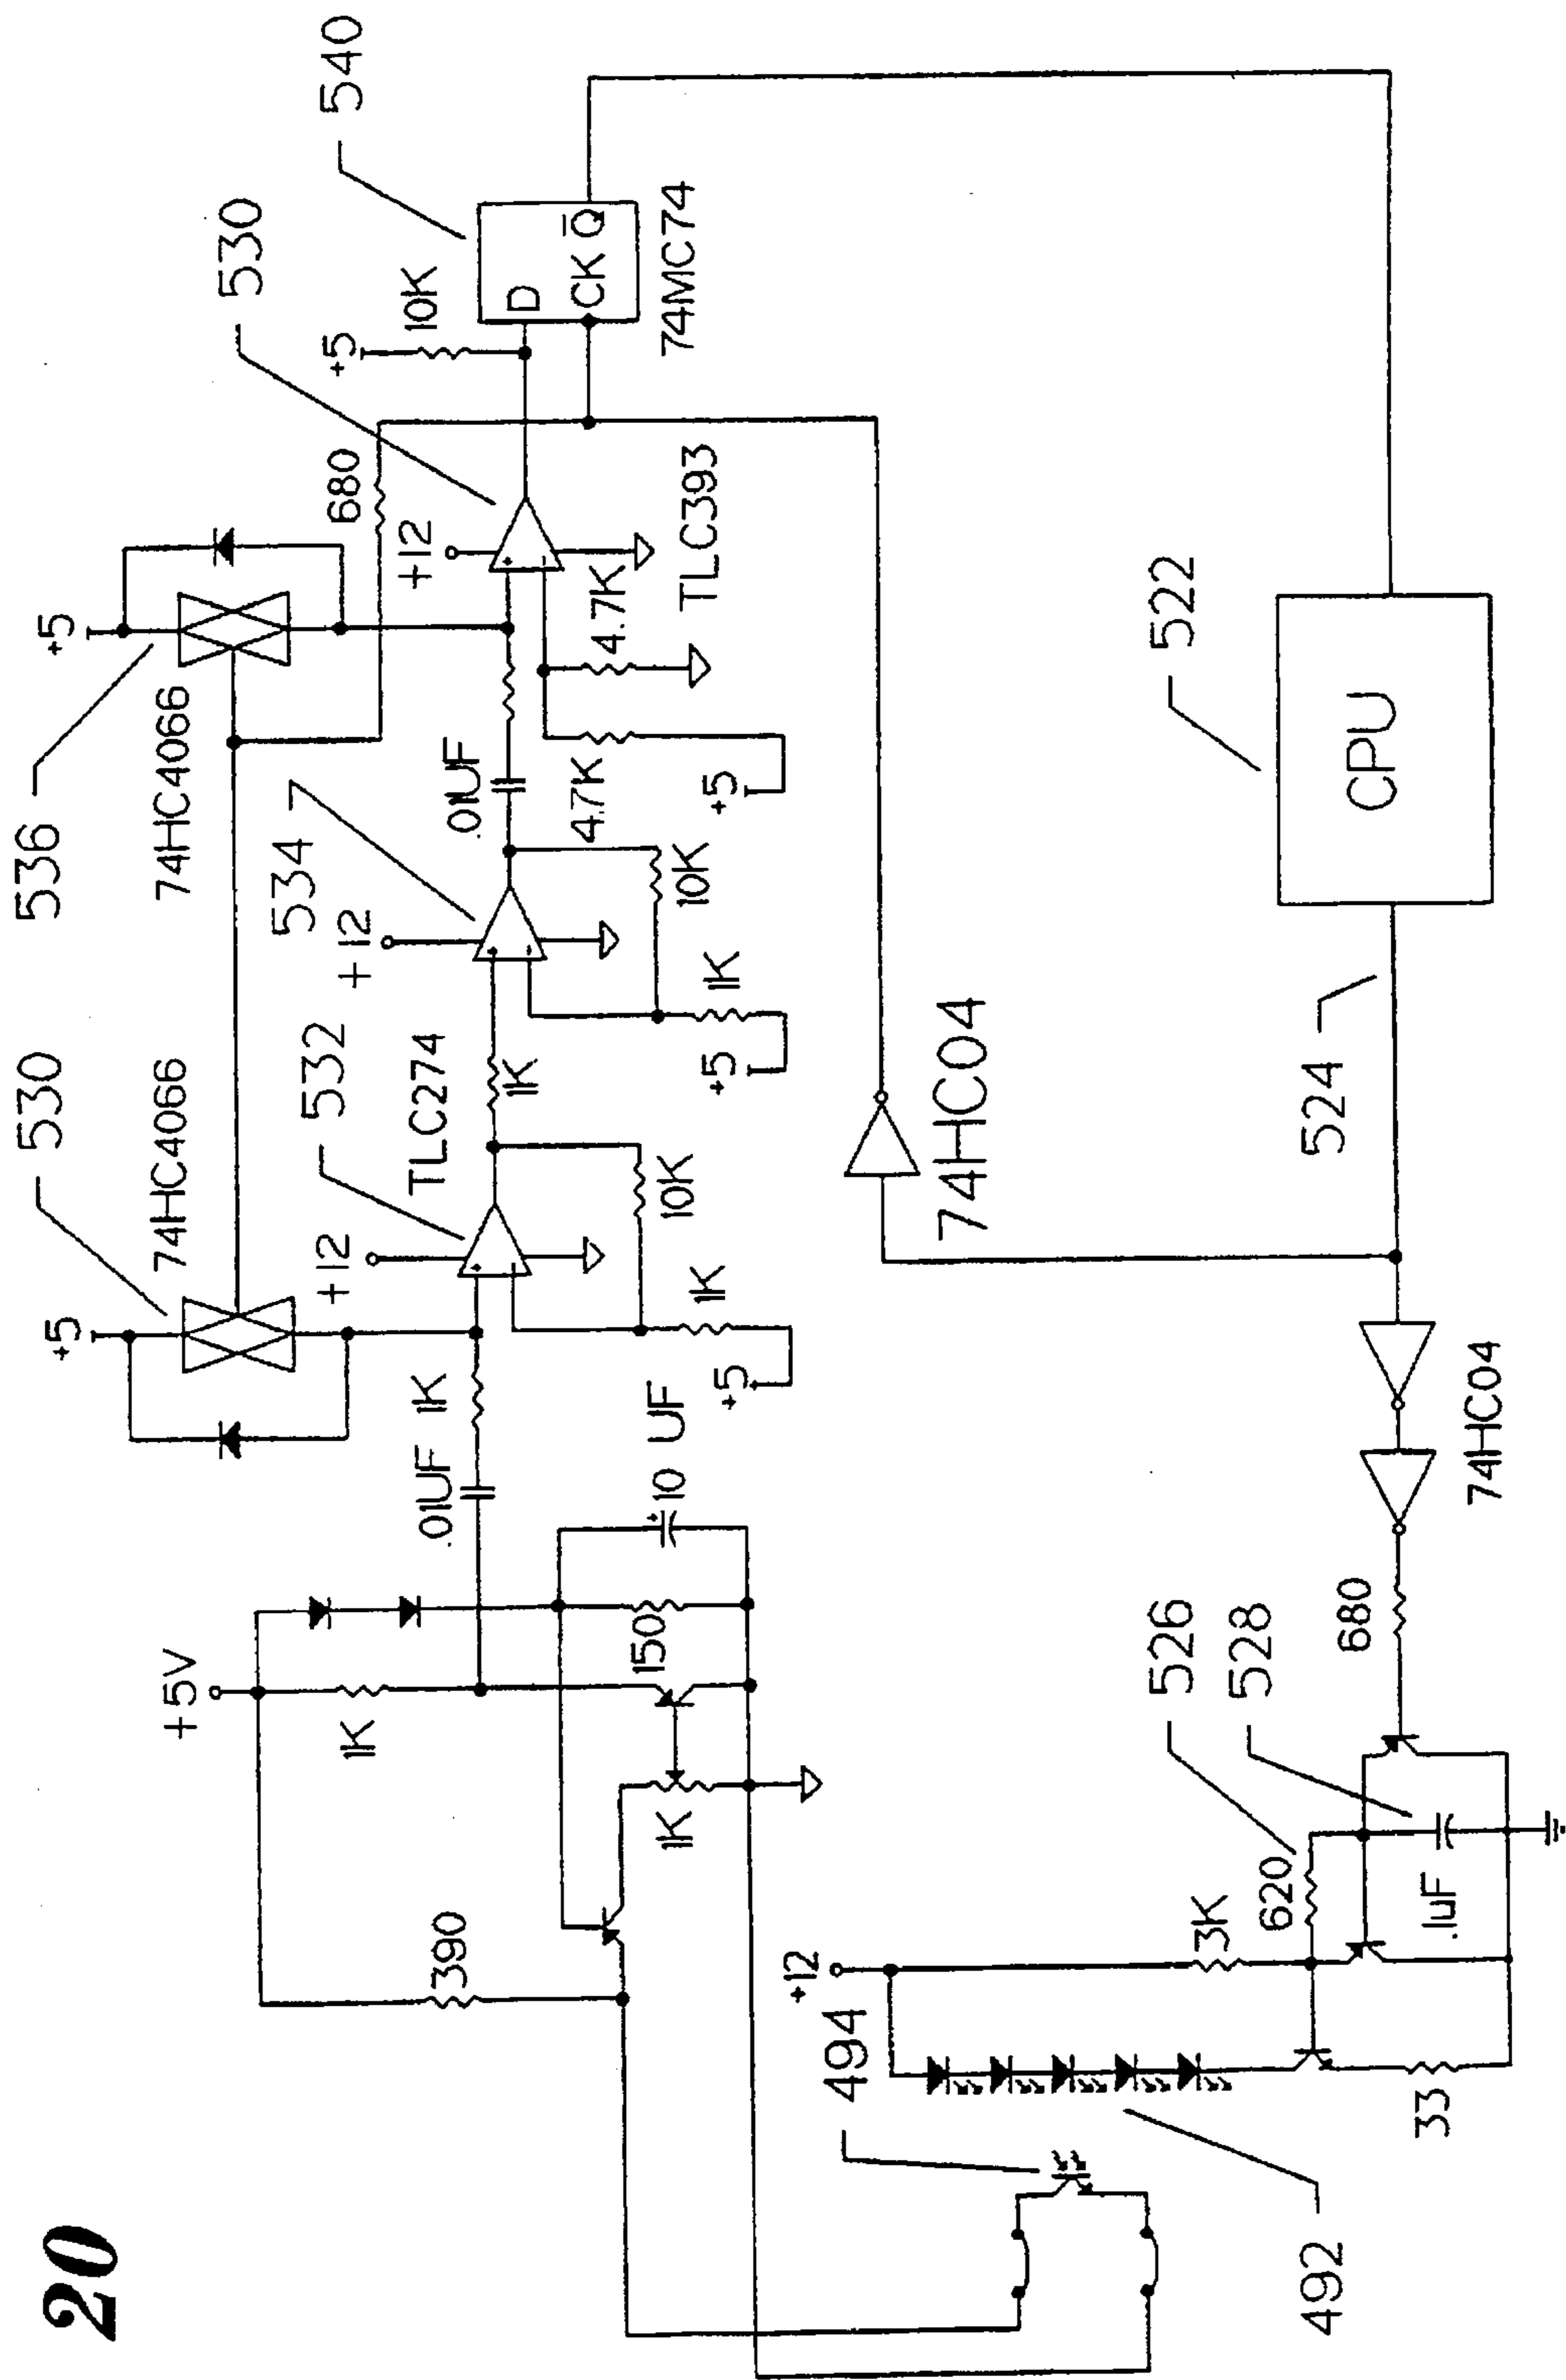 20
530
74HC4066
+5
536
74HC4066
+5
680
540
+5
10K
530
D
CK Q̅
74MC74
+12
TLC393
4.7K
4.7K
+5
.01UF
534
+12
10K
1K
+5
1K
TLC274
532
+12
10K
1K
+5
1K
.01UF
10 UF
+
+5V
1K
150
1K
390
494
492
+12
3K
620
526
528
.1uF
33
680
74HC04
74HC04
524
CPU
522